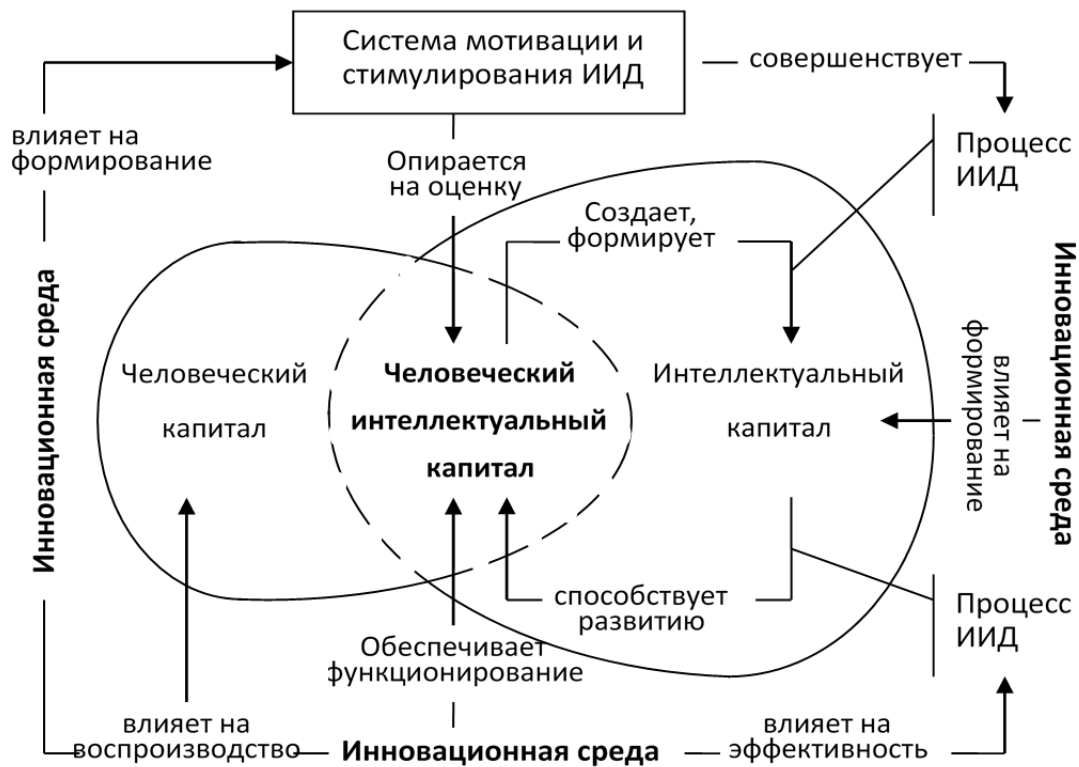 Система мотивации и
стимулирования ИИД
совершенствует
влияет на
формирование
Опирается
на оценку
Процесс
ИИД
Создает,
формирует
Инновационная среда
Человеческий
капитал
Человеческий
интеллектуальный
капитал
Интеллектуальный
капитал
влияет на
формирование
Инновационная среда
способствует
развитию
Процесс
ИИД
Обеспечивает
функционирование
влияет на
воспроизводство
Инновационная среда
влияет на
эффективность